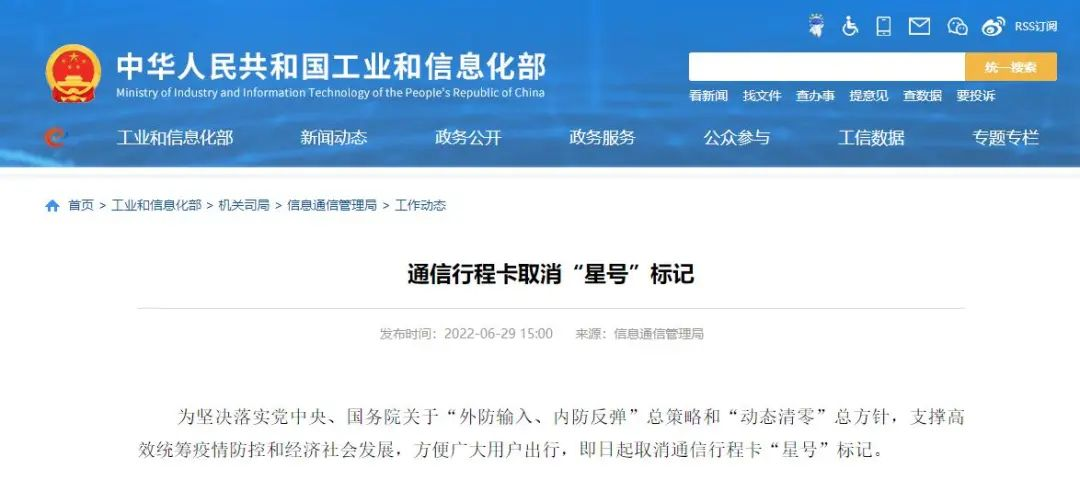 RSS订阅
中华人民共和国工业和信息化部
Ministry of Industry and Information Technology of the People's Republic of China
统一搜索
看新闻 找文件 查办事 提意见 查数据 要投诉
工业和信息化部 新闻动态 政务公开 政务服务 公众参与 工信数据 专题专栏
首页 > 工业和信息化部 > 机关司局 > 信息通信管理局 > 工作动态
通信行程卡取消“星号”标记
发布时间：2022-06-29 15:00 来源：信息通信管理局
为坚决落实党中央、国务院关于“外防输入、内防反弹”总策略和“动态清零”总方针，支撑高
效统筹疫情防控和经济社会发展，方便广大用户出行，即日起取消通信行程卡“星号”标记。